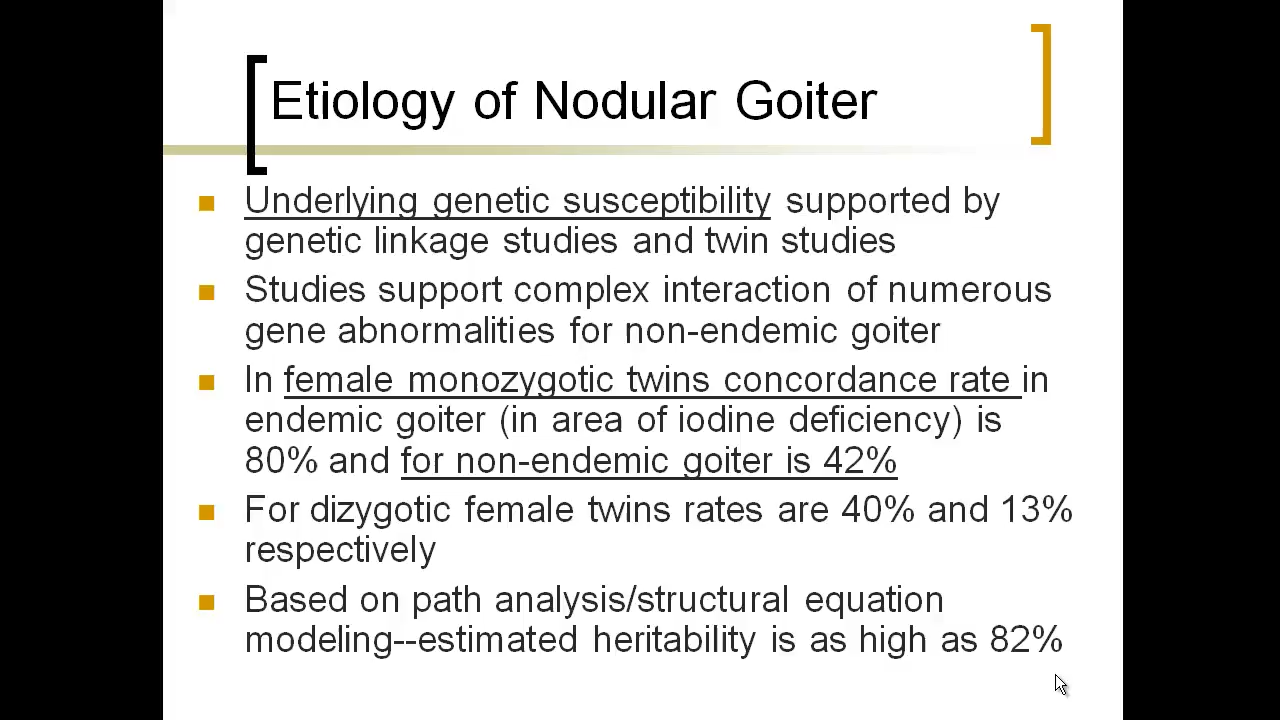 Etiology of Nodular Goiter
Underlying genetic susceptibility supported by
genetic linkage studies and twin studies
Studies support complex interaction of numerous
gene abnormalities for non-endemic goiter
In female monozygotic twins concordance rate in
endemic goiter (in area of iodine deficiency) is
80% and for non-endemic goiter is 42%
For dizygotic female twins rates are 40% and 13%
respectively
Based on path analysis/structural equation
modeling--estimated heritability is as high as 82%